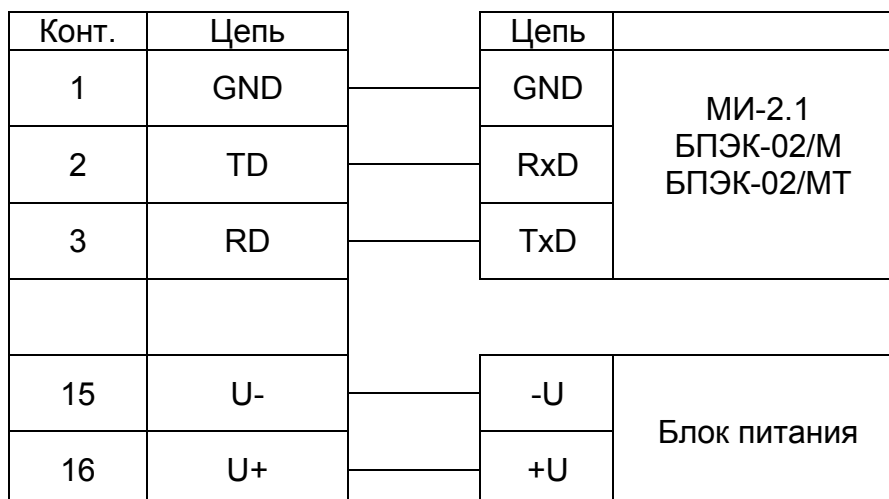 Конт. Цепь Цепь
1 GND GND
2 TD RxD
3 RD TxD
МИ-2.1
БПЭК-02/М
БПЭК-02/МТ
15 U- -U
16 U+ +U
Блок питания